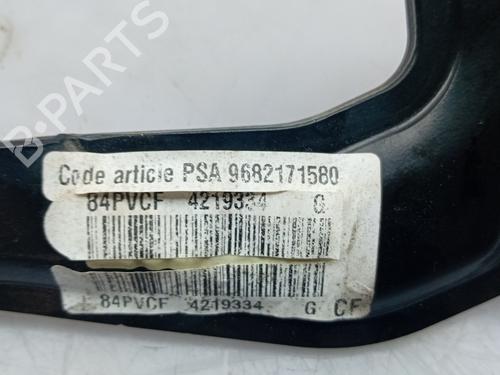 B-PARTS
Code article PSA 9682171580
84PVCF 4219334 G
84PVCF 4219334 G CF